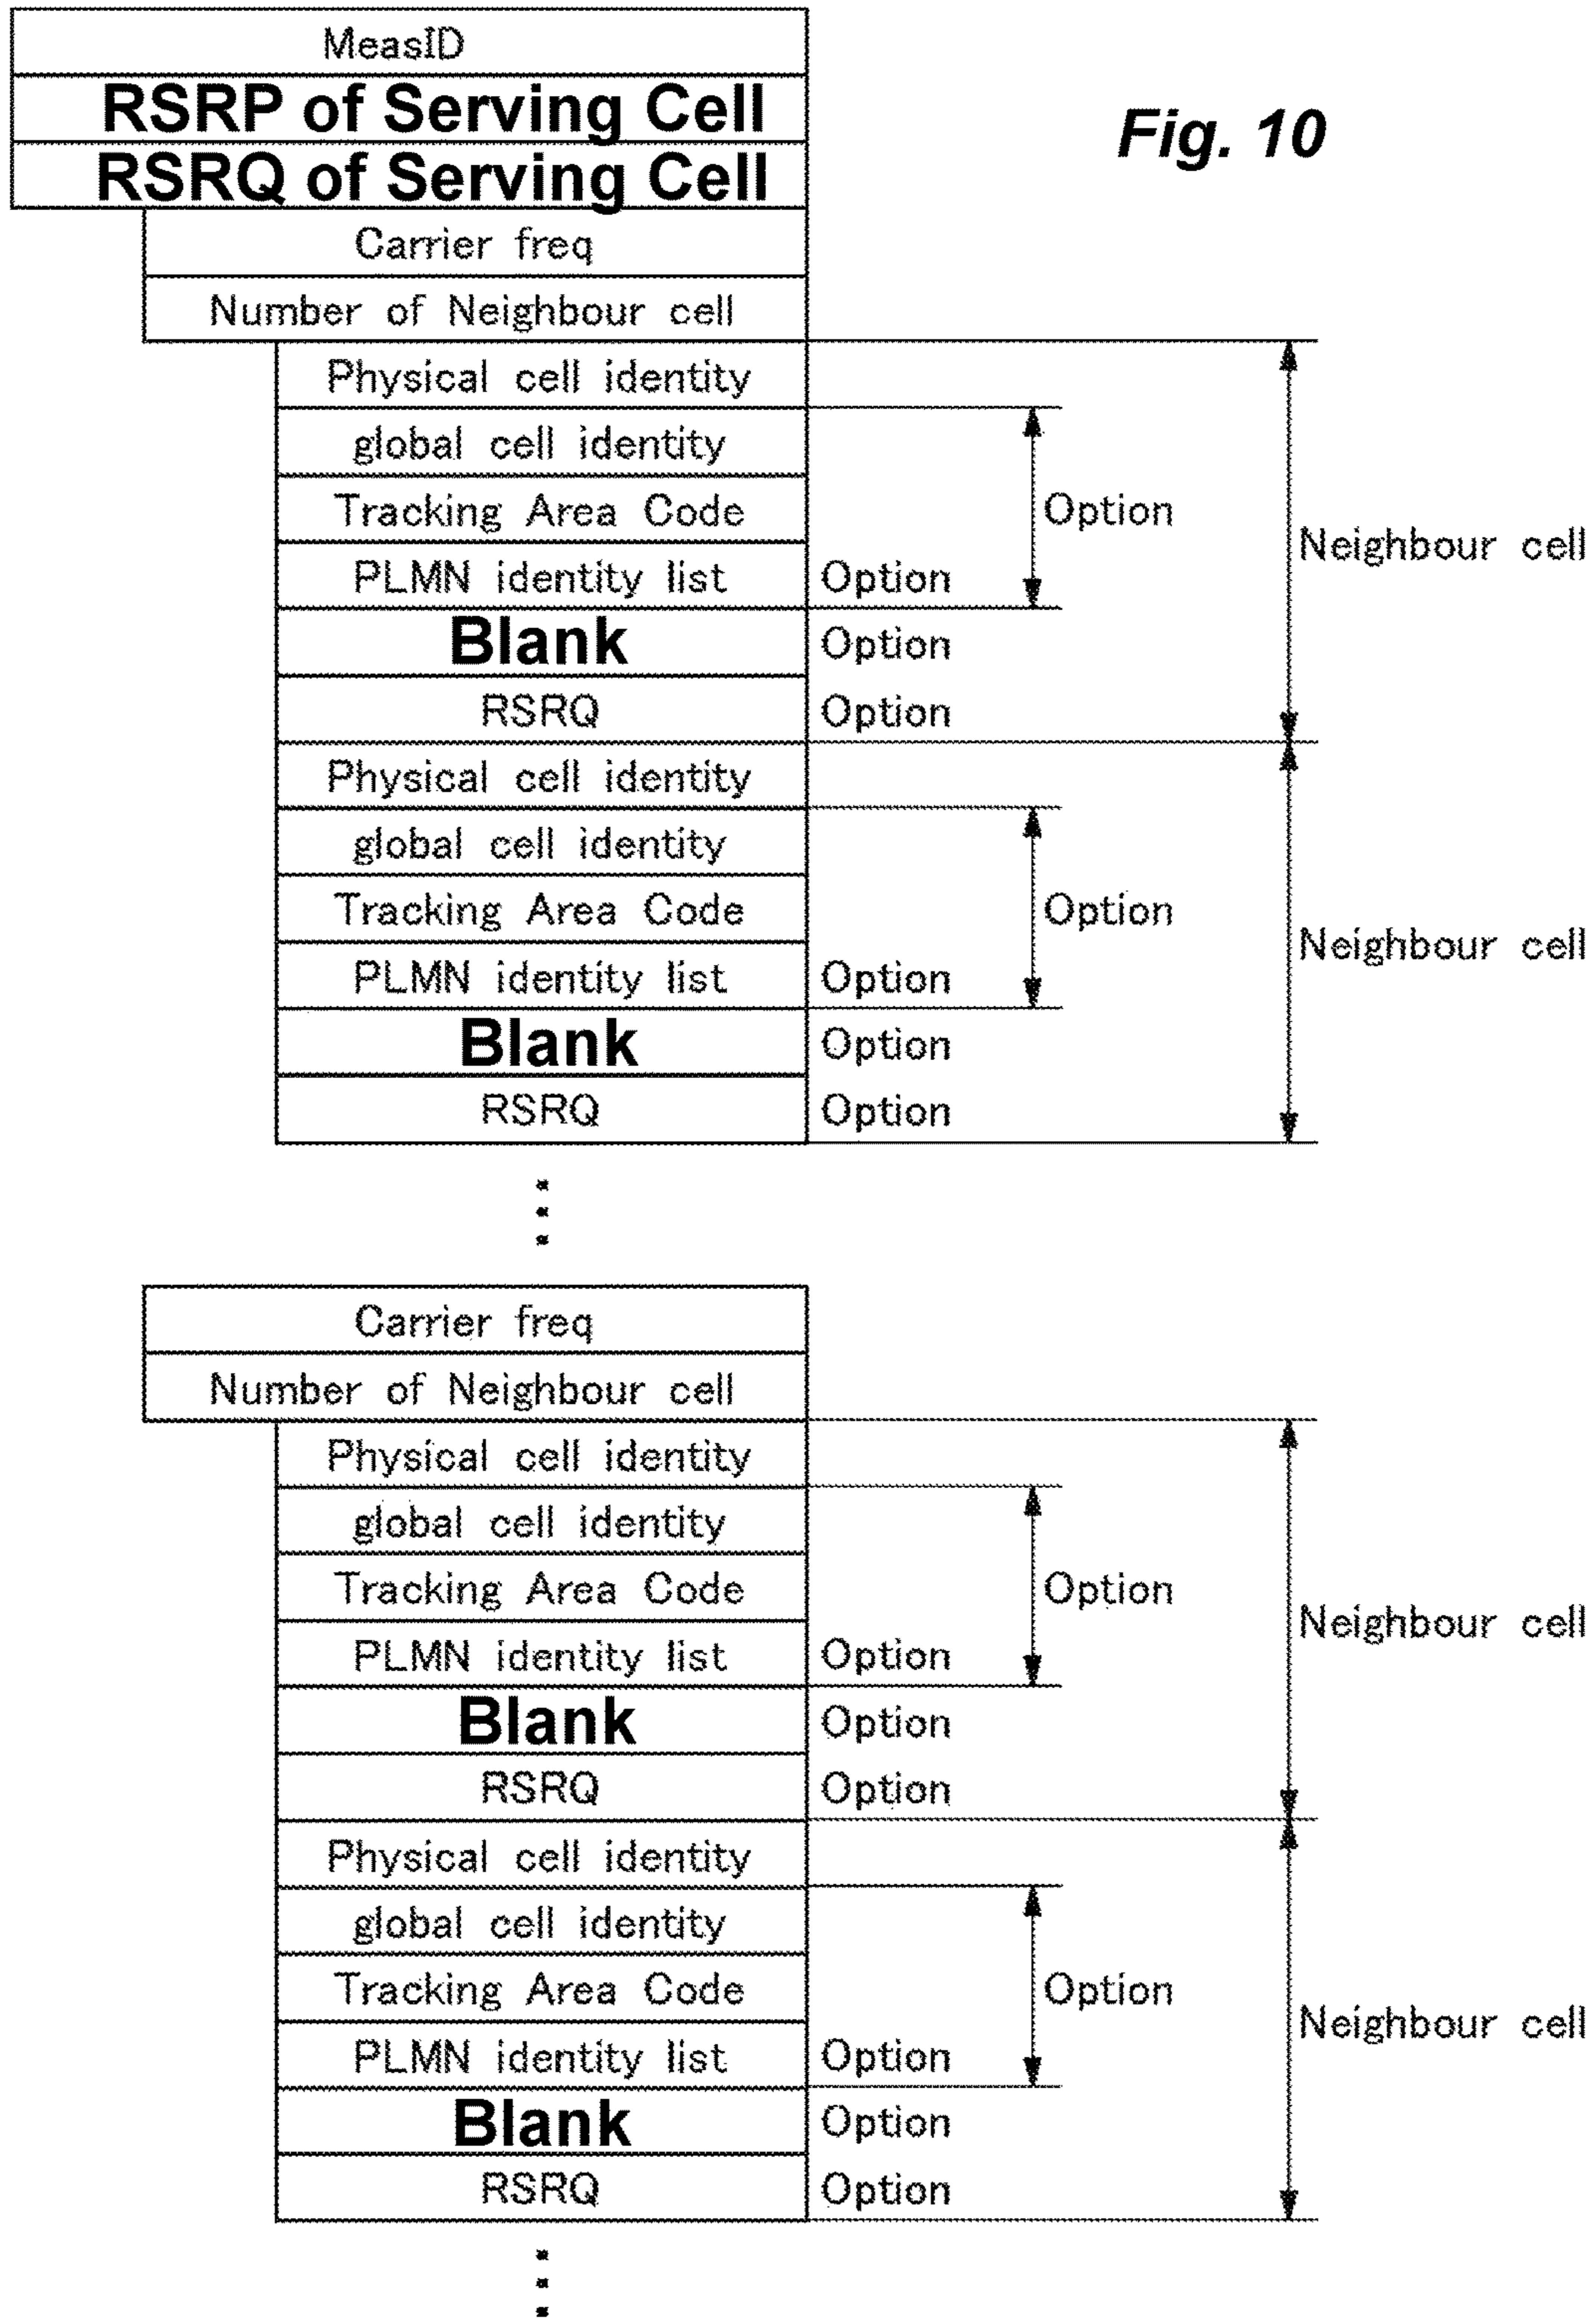 MeasID
RSRP of Serving Cell
Fig. 10
RSRQ of Serving Cell
Carrier freq
Number of Neighbour cell
Physical cell identity
global cell identity
Tracking Area Code
Option
Neighbour cell
PLMN identity list Option
Blank Option
RSRQ Option
Physical cell identity
global cell identity
Tracking Area Code
Option
Neighbour cell
PLMN identity list Option
Blank Option
RSRQ Option
Carrier freq
Number of Neighbour cell
Physical cell identity
global cell identity
Tracking Area Code
Option
Neighbour cell
PLMN identity list Option
Blank Option
RSRQ Option
Physical cell identity
global cell identity
Tracking Area Code
Option
Neighbour cell
PLMN identity list Option
Blank Option
RSRQ Option